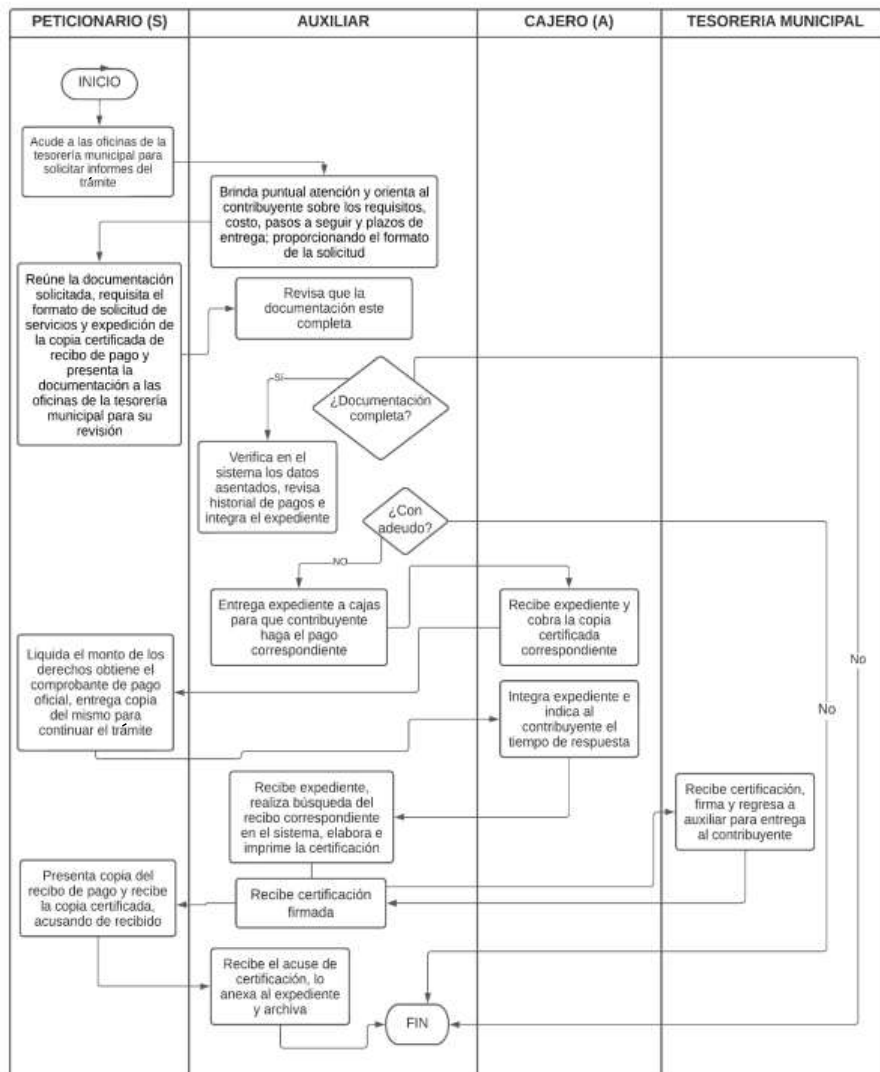 PETICIONARIO (S)
AUXILIAR
CAJERO (A)
TESORERIA MUNICIPAL
INICIO
Acude a las oficinas de la
tesorería municipal para
solicitar informes del
trámite
Brinda puntual atención y orienta al
contribuyente sobre los requisitos,
costo, pasos a seguir y plazos de
entrega; proporcionando el formato
de la solicitud
Reúne la documentación
solicitada, requisita el
formato de solicitud de
servicios y expedición de
la copia certificada de
recibo de pago y
presenta la
documentación a las
oficinas de la tesorería
municipal para su
revisión
Revisa que la
documentación este
completa
¿Documentación
completa?
SI
Verifica en el
sistema los datos
asentados, revisa
historial de pagos e
integra el expediente
¿Con
adeudo?
NO
Entrega expediente a cajas
para que contribuyente
haga el pago
correspondiente
Recibe expediente y
cobra la copia
certificada
correspondiente
Liquida el monto de los
derechos obtiene el
comprobante de pago
oficial, entrega copia
del mismo para
continuar el trámite
No
No
Integra expediente e
indica al
contribuyente el
tiempo de respuesta
Recibe expediente,
realiza búsqueda del
recibo correspondiente
en el sistema, elabora e
imprime la certificación
Recibe certificación,
firma y regresa a
auxiliar para entrega
al contribuyente
Presenta copia del
recibo de pago y recibe
la copia certificada,
acusando de recibido
Recibe certificación
firmada
Recibe el acuse de
certificación, lo
anexa al expediente
y archiva
FIN